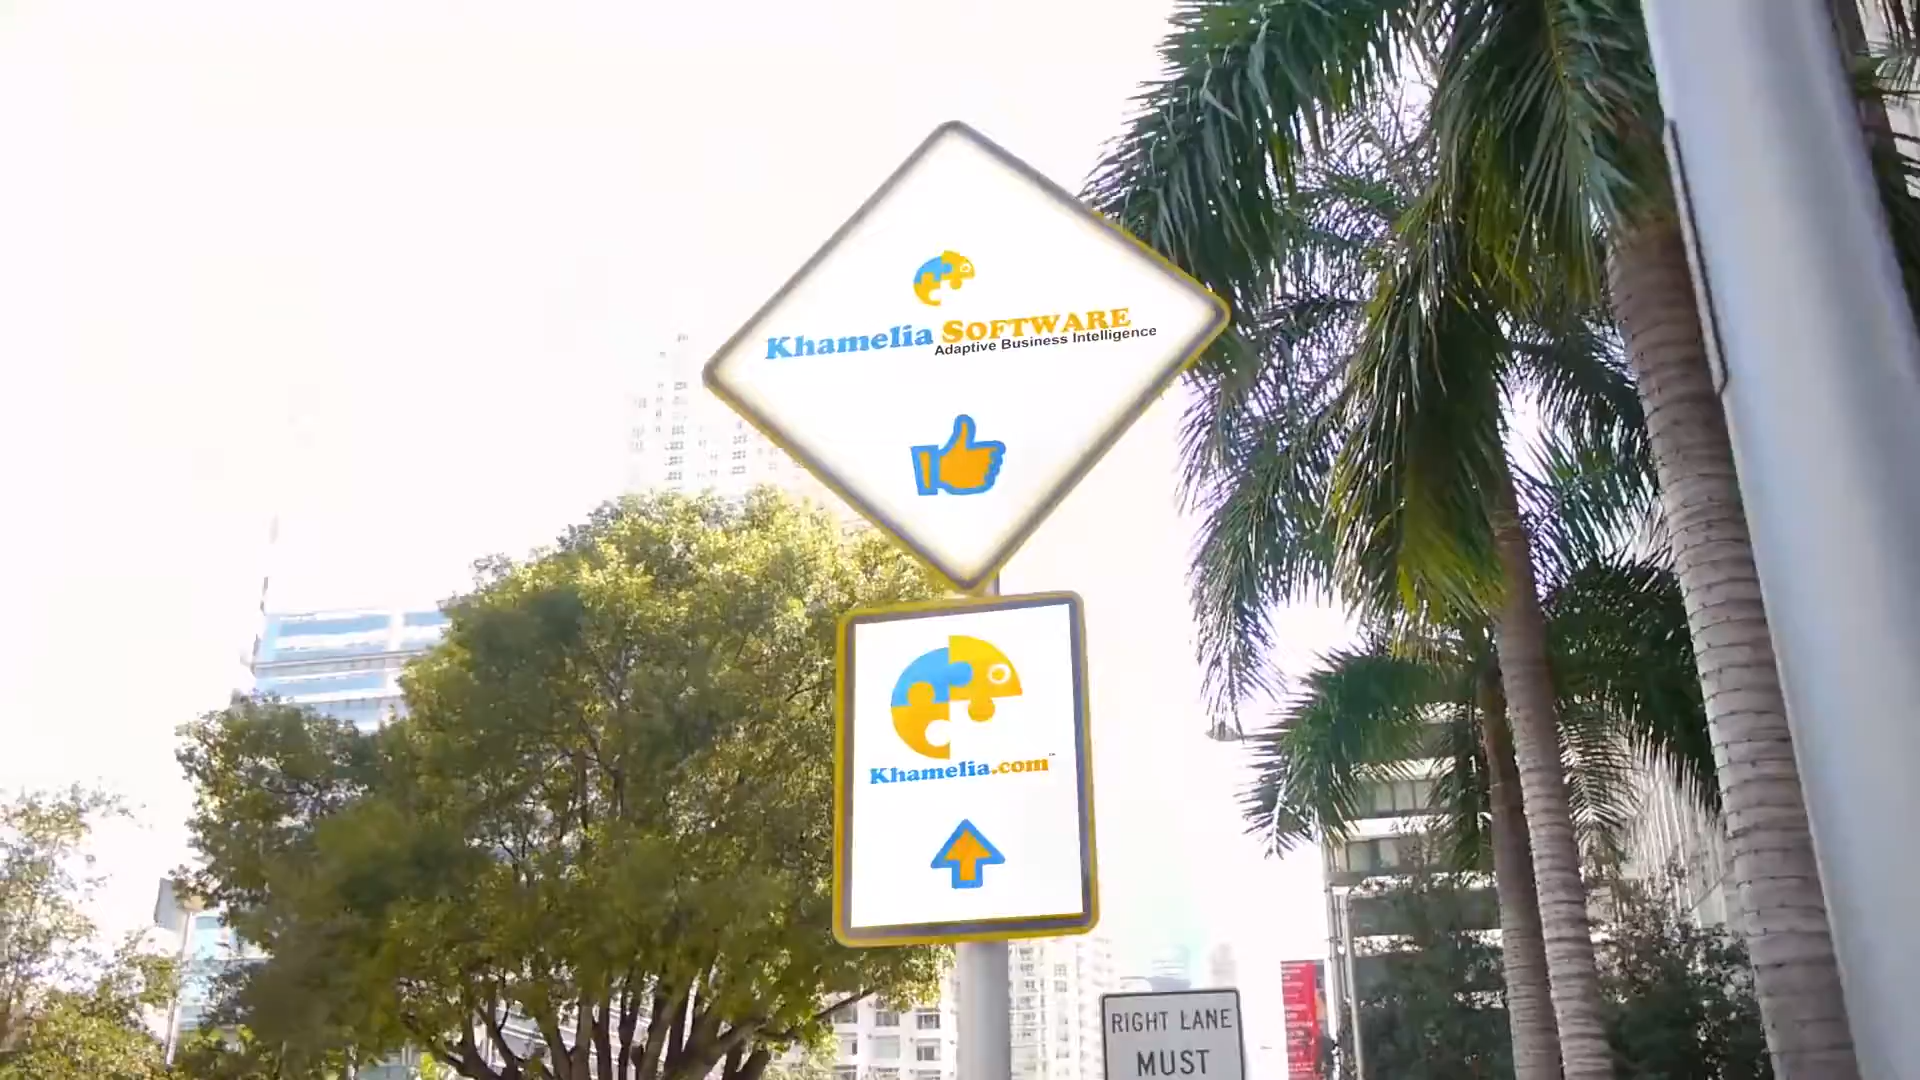 Khamelia SOFTWARE
Adaptive Business Intelligence
Khamelia.com
RIGHT LANE
MUST